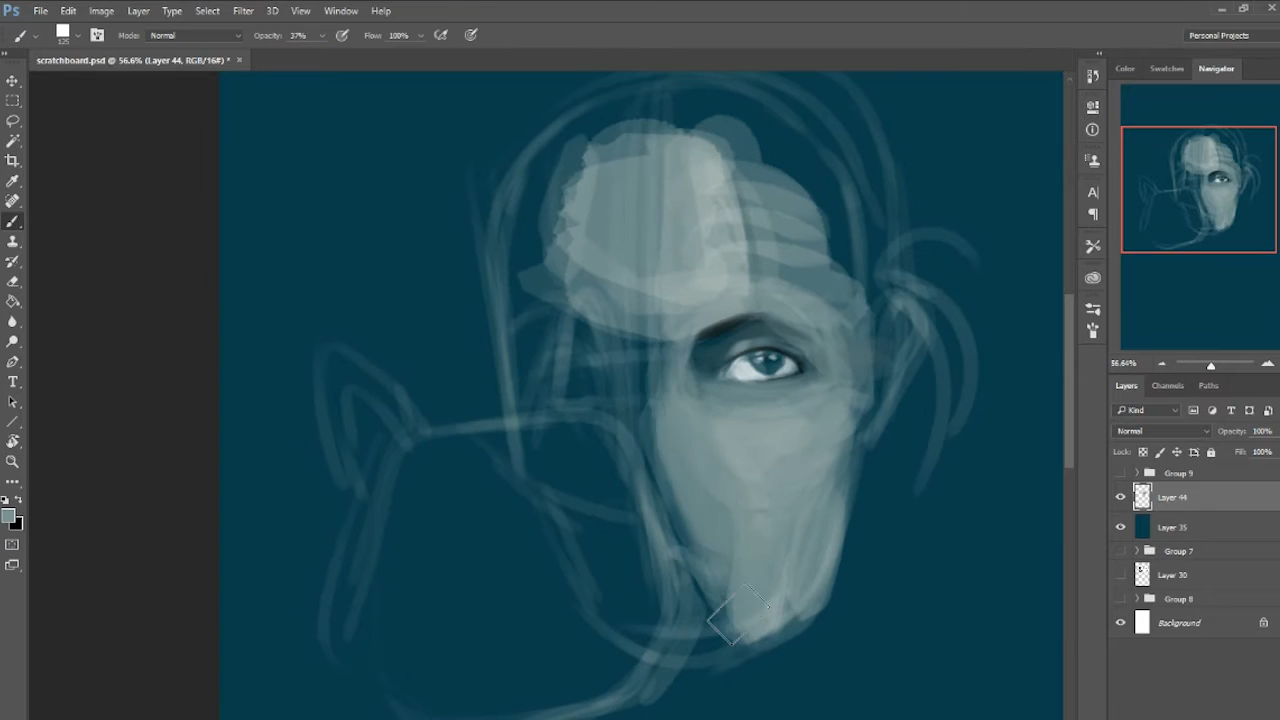 Ps File Edit Image Layer Type Select Filter 3D View Window Help
125 Mode: Normal Opacity: 37% Flow: 100% Personal Projects
scratchboard.psd @ 56.6% (Layer 44, RGB/16#) * ×
Color Swatches Navigator
56.64%
Layers Channels Paths
Kind
Normal Opacity: 100%
Lock: Fill: 100%
Group 9
Layer 44
Layer 35
Group 7
Layer 30
Group 8
Background